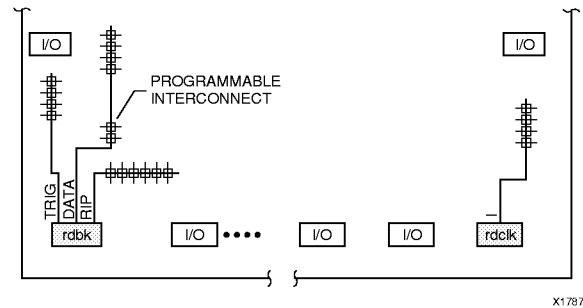 I/O
I/O
PROGRAMMABLE
INTERCONNECT
TRIG
DATA
RIP
I
rdbk
I/O
I/O
I/O
rdclk
X1787